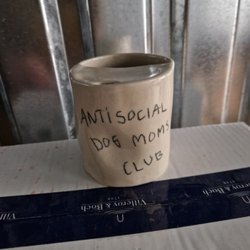 ANTISOCIAL
DOG MOMS
CLUB
Villeroy & Boch